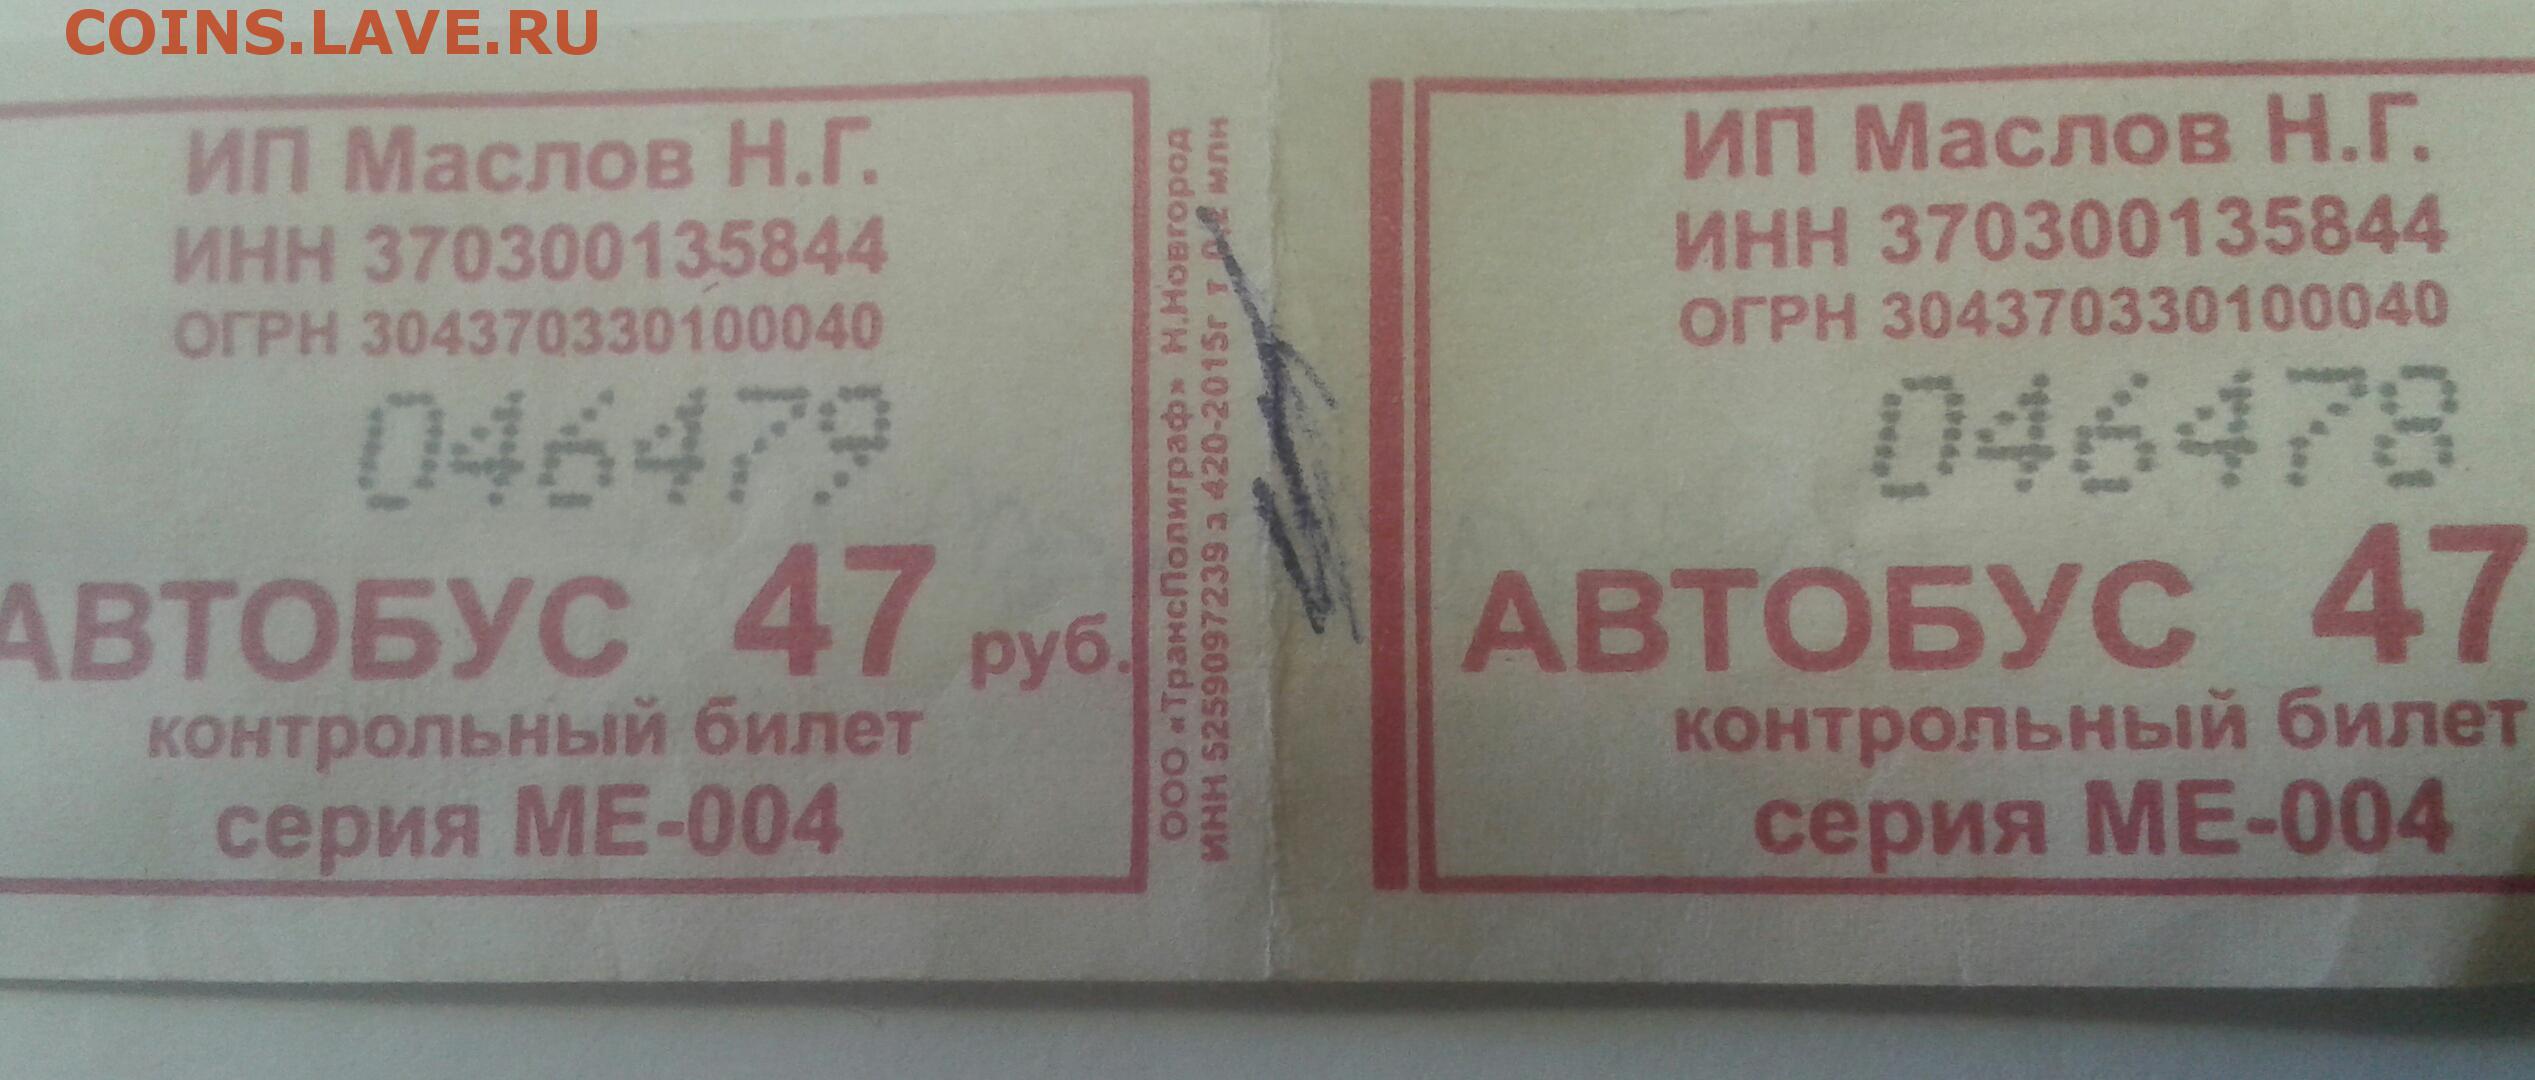 COINS.LAVE.RU
ИП Маслов Н.Г.
ИНН 370300135844
ОГРН 304370330100040
046479
АВТОБУС 47 руб.
контрольный билет
серия МЕ-004
ООО «ТрансПолиграф» Н.Новгород
ИНН 5259097239 з 420-2015г т млн
ИП Маслов Н.Г.
ИНН 370300135844
ОГРН 304370330100040
046478
АВТОБУС 47
контрольный билет
серия МЕ-004